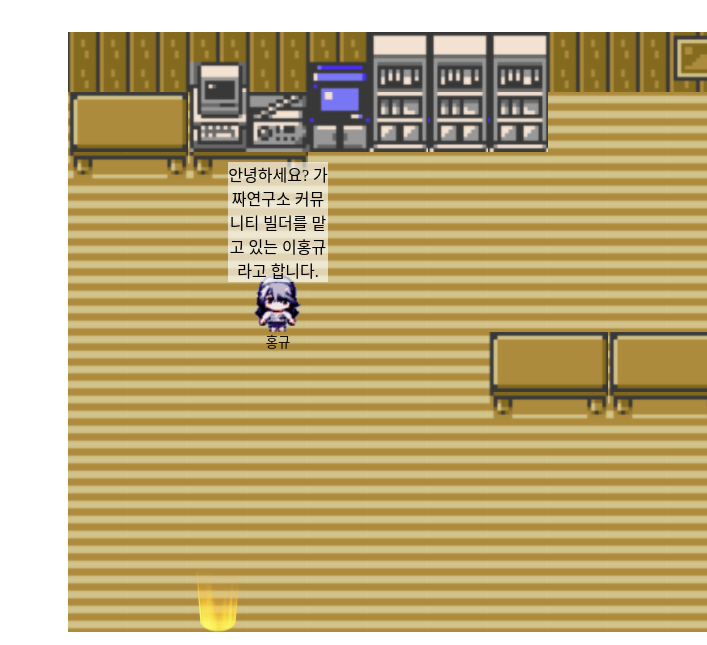 안녕하세요? 가
짜연구소 커뮤
니티 빌더를 맡
고 있는 이홍규
라고 합니다.
홍규